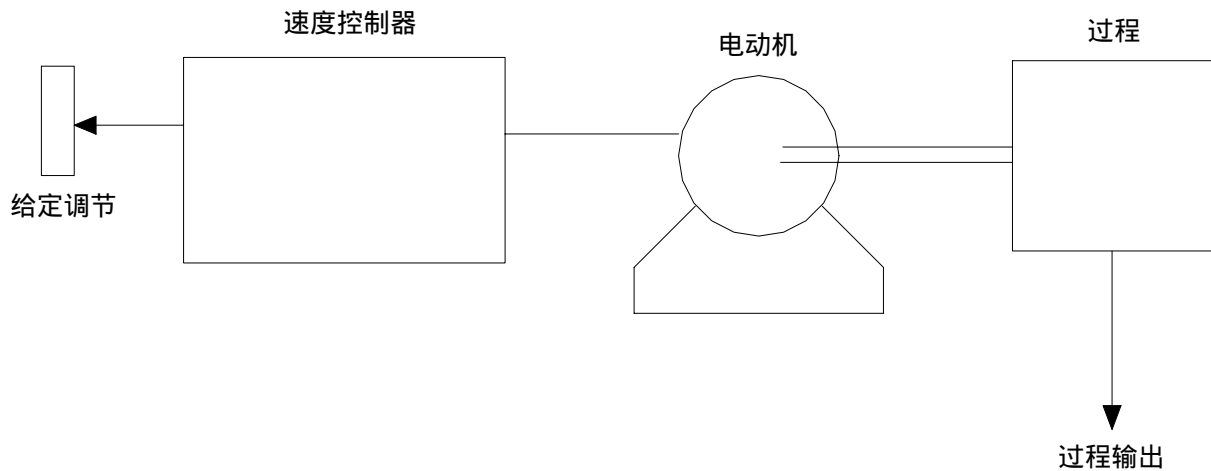 速度控制器
电动机
过程
给定调节
过程输出